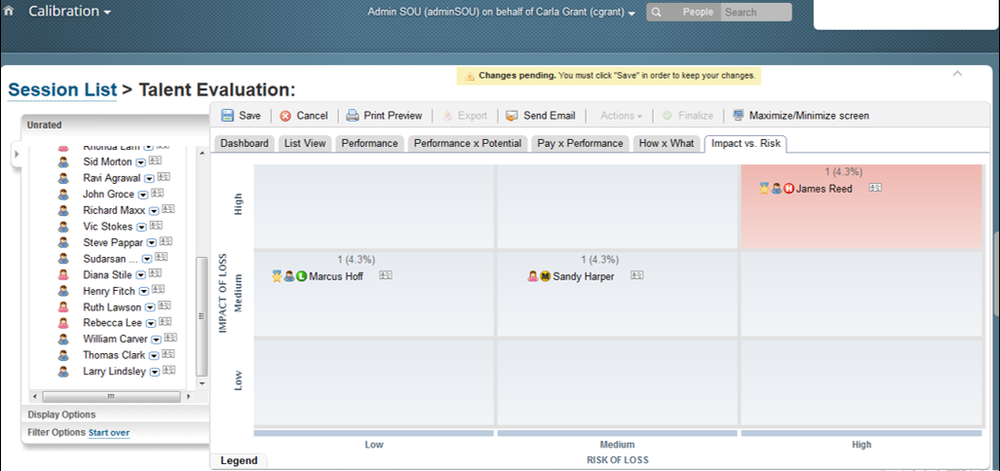 Calibration
Admin SOU (adminSOU) on behalf of Carla Grant (cgrant)
People
Search
Changes pending. You must click "Save" in order to keep your changes.
Session List > Talent Evaluation:
Unrated
Rhonda Lam
Sid Morton
Ravi Agrawal
John Groce
Richard Maxx
Vic Stokes
Steve Pappar
Sudarsan ...
Diana Stile
Henry Fitch
Ruth Lawson
Rebecca Lee
William Carver
Thomas Clark
Larry Lindsley
Display Options
Filter Options Start over
Save
Cancel
Print Preview
Export
Send Email
Actions
Finalize
Maximize/Minimize screen
Dashboard
List View
Performance
Performance x Potential
Pay x Performance
How x What
Impact vs. Risk
IMPACT OF LOSS
High
1 (4.3%)
H James Reed
Medium
1 (4.3%)
L Marcus Hoff
1 (4.3%)
M Sandy Harper
Low
Low
Medium
High
RISK OF LOSS
Legend